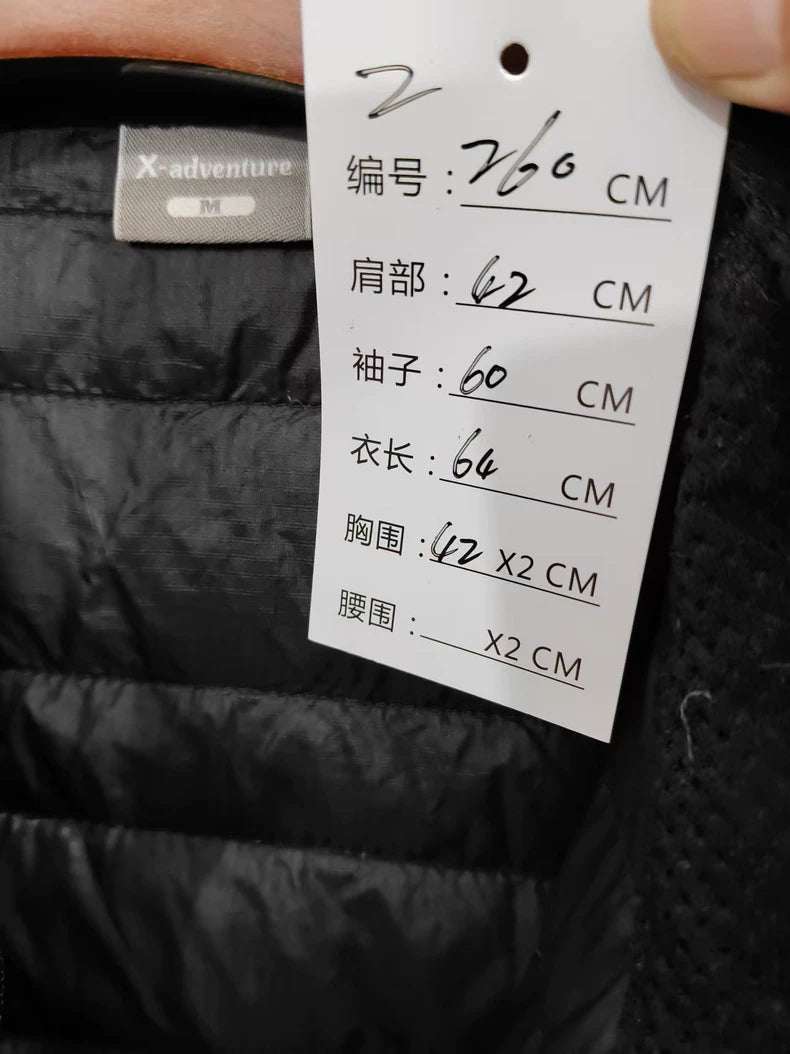 X-adventure
M
2
编号：260 CM
肩部：42 CM
袖子：60 CM
衣长：64 CM
胸围：42 X2 CM
腰围： X2 CM